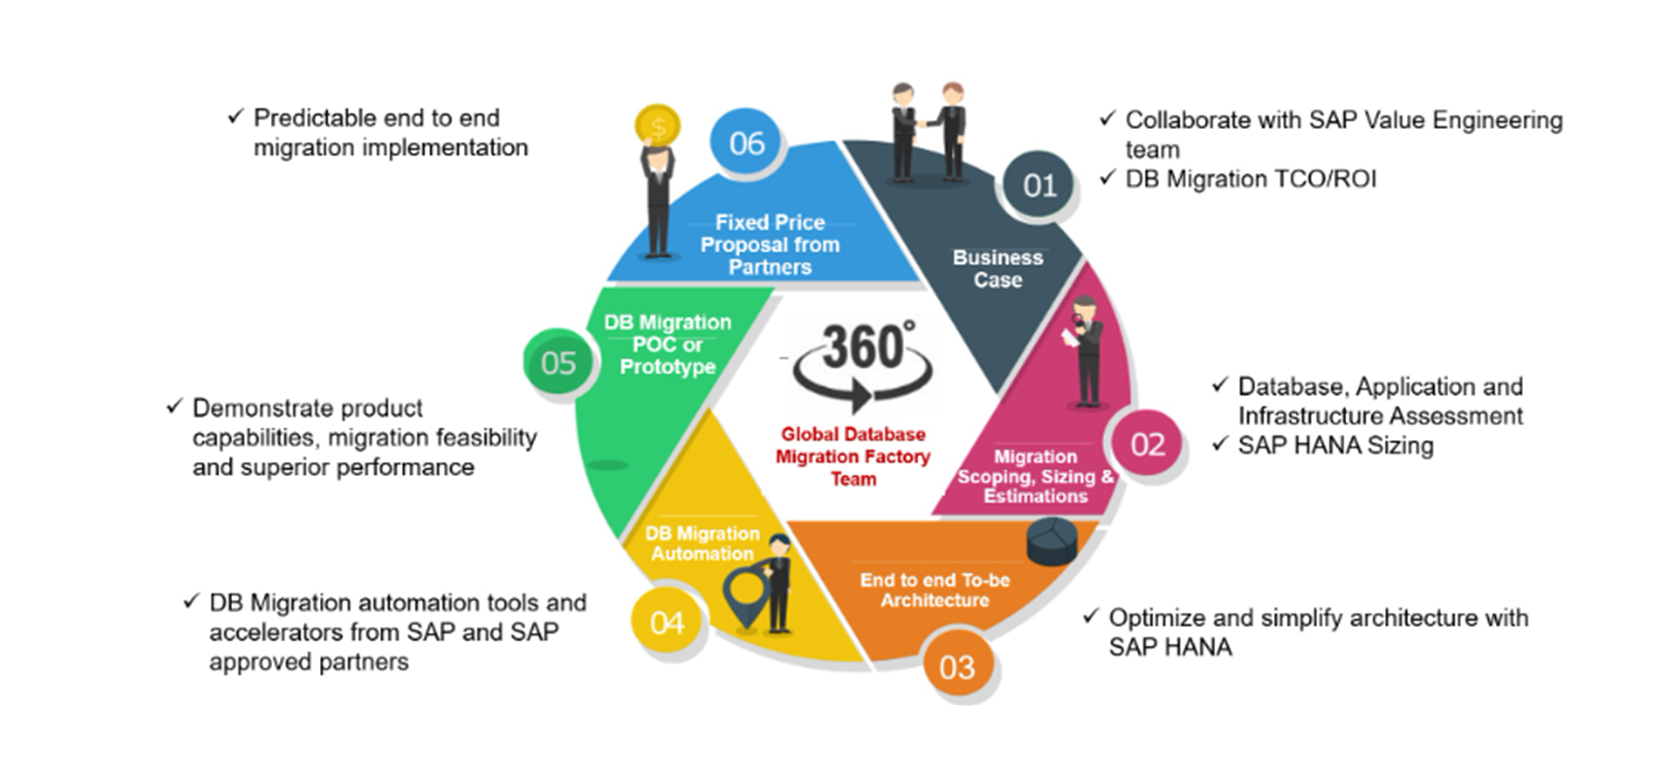 ✓ Predictable end to end
migration implementation
$
06
Fixed Price
Proposal from
Partners
01
Business
Case
✓ Collaborate with SAP Value Engineering
team
✓ DB Migration TCO/ROI
05
DB Migration
POC or
Prototype
✓ Demonstrate product
capabilities, migration feasibility
and superior performance
360°
Global Database
Migration Factory
Team
02
Migration
Scoping, Sizing &
Estimations
✓ Database, Application and
Infrastructure Assessment
✓ SAP HANA Sizing
04
DB Migration
Automation
✓ DB Migration automation tools and
accelerators from SAP and SAP
approved partners
03
End to end To-be
Architecture
✓ Optimize and simplify architecture with
SAP HANA